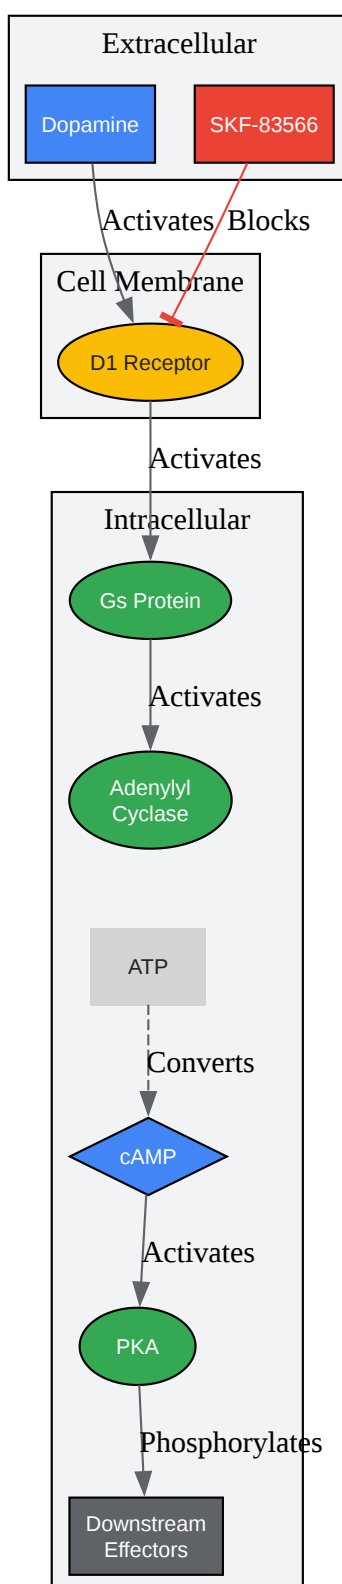 Extracellular
Dopamine
SKF-83566
Activates
Blocks
Cell Membrane
D1 Receptor
Activates
Intracellular
Gs Protein
Activates
Adenylyl
Cyclase
ATP
Converts
cAMP
Activates
PKA
Phosphorylates
Downstream
Effectors